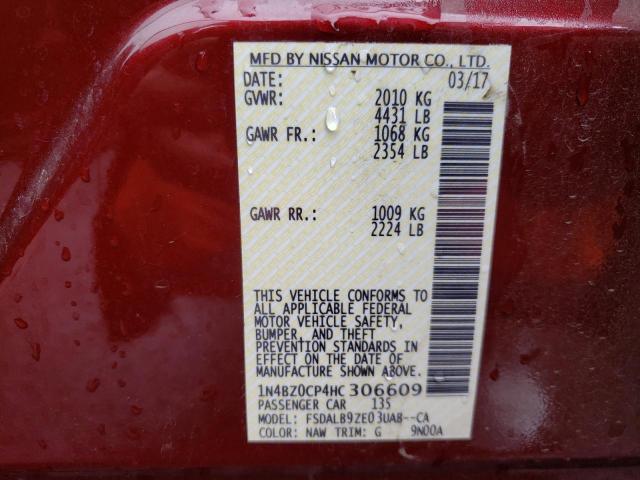 MFD BY NISSAN MOTOR CO., LTD.
DATE: 03/17
GVWR: 2010 KG
4431 LB
GAWR FR.: 1068 KG
2354 LB
GAWR RR.: 1009 KG
2224 LB
THIS VEHICLE CONFORMS TO
ALL APPLICABLE FEDERAL
MOTOR VEHICLE SAFETY,
BUMPER, AND THEFT
PREVENTION STANDARDS IN
EFFECT ON THE DATE OF
MANUFACTURE SHOWN ABOVE.
1N4BZ0CP4HC 306609
PASSENGER CAR 135
MODEL: FSDALB9ZE03UA8--CA
COLOR: NAW TRIM: G 9N00A